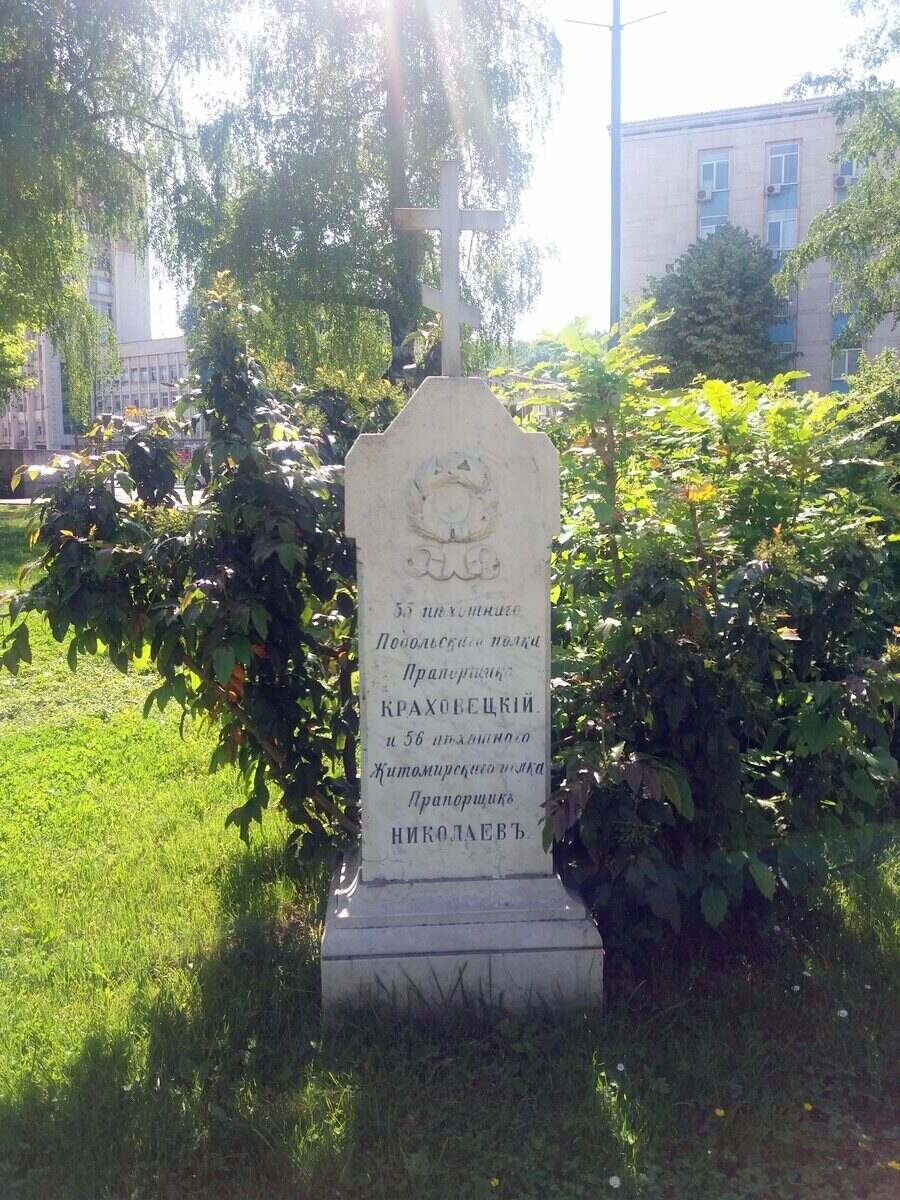 55 пѣхотнаго
Подольскаго полка
Прапорщикъ
КРАХОВЕЦКІЙ.
и 56 пѣхотнаго
Житомирскаго полка
Прапорщикъ
НИКОЛАЕВЪ.